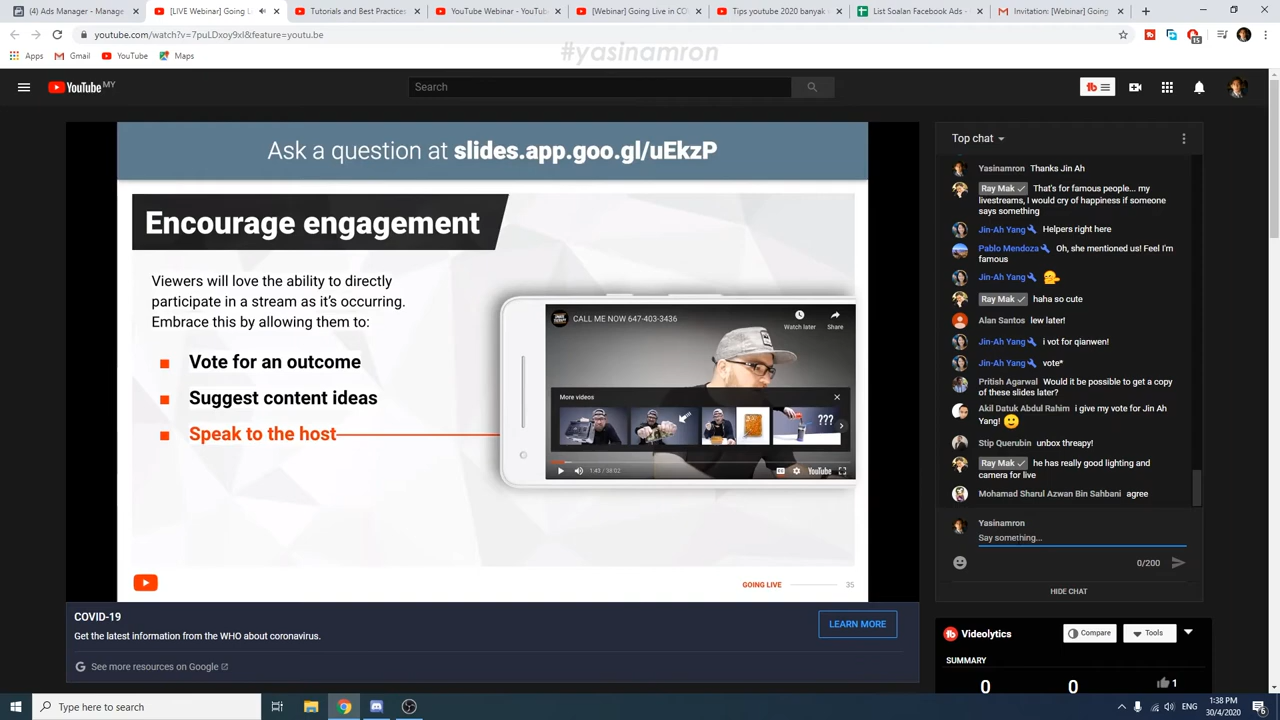 (4) Ads Manager - Manage
[LIVE Webinar] Going L
Tutorials and Best Practices
YouTube Webinar - YouTub
[Webinar] Going Live in CO
Tips youtube 2020 banyak
List Soalan Facebook Ads -
Invitation: [Webinar] Going
youtube.com/watch?v=7puLDxoy9xI&feature=youtu.be
15
#yasinamron
Apps
Gmail
YouTube
Maps
YouTube MY
Search
Ask a question at slides.app.goo.gl/uEkzP
Encourage engagement
Viewers will love the ability to directly
participate in a stream as it's occurring.
Embrace this by allowing them to:
Vote for an outcome
Suggest content ideas
Speak to the host
CALL ME NOW 647-403-3436
Watch later
Share
More videos
???
1:43 / 38:02
YouTube
GOING LIVE
35
COVID-19
Get the latest information from the WHO about coronavirus.
LEARN MORE
See more resources on Google
Top chat
Yasinamron Thanks Jin Ah
Ray Mak That's for famous people... my
livestreams, I would cry of happiness if someone
says something
Jin-Ah Yang Helpers right here
Pablo Mendoza Oh, she mentioned us! Feel I'm
famous
Jin-Ah Yang
Ray Mak haha so cute
Alan Santos lew later!
Jin-Ah Yang i vot for qianwen!
Jin-Ah Yang vote*
Pritish Agarwal Would it be possible to get a copy
of these slides later?
Akil Datuk Abdul Rahim i give my vote for Jin Ah
Yang!
Stip Querubin unbox threapy!
Ray Mak he has really good lighting and
camera for live
Mohamad Sharul Azwan Bin Sahbani agree
Yasinamron
Say something...
0/200
HIDE CHAT
Videolytics
Compare
Tools
SUMMARY
0
0
1
Type here to search
ENG
1:38 PM
30/4/2020
6